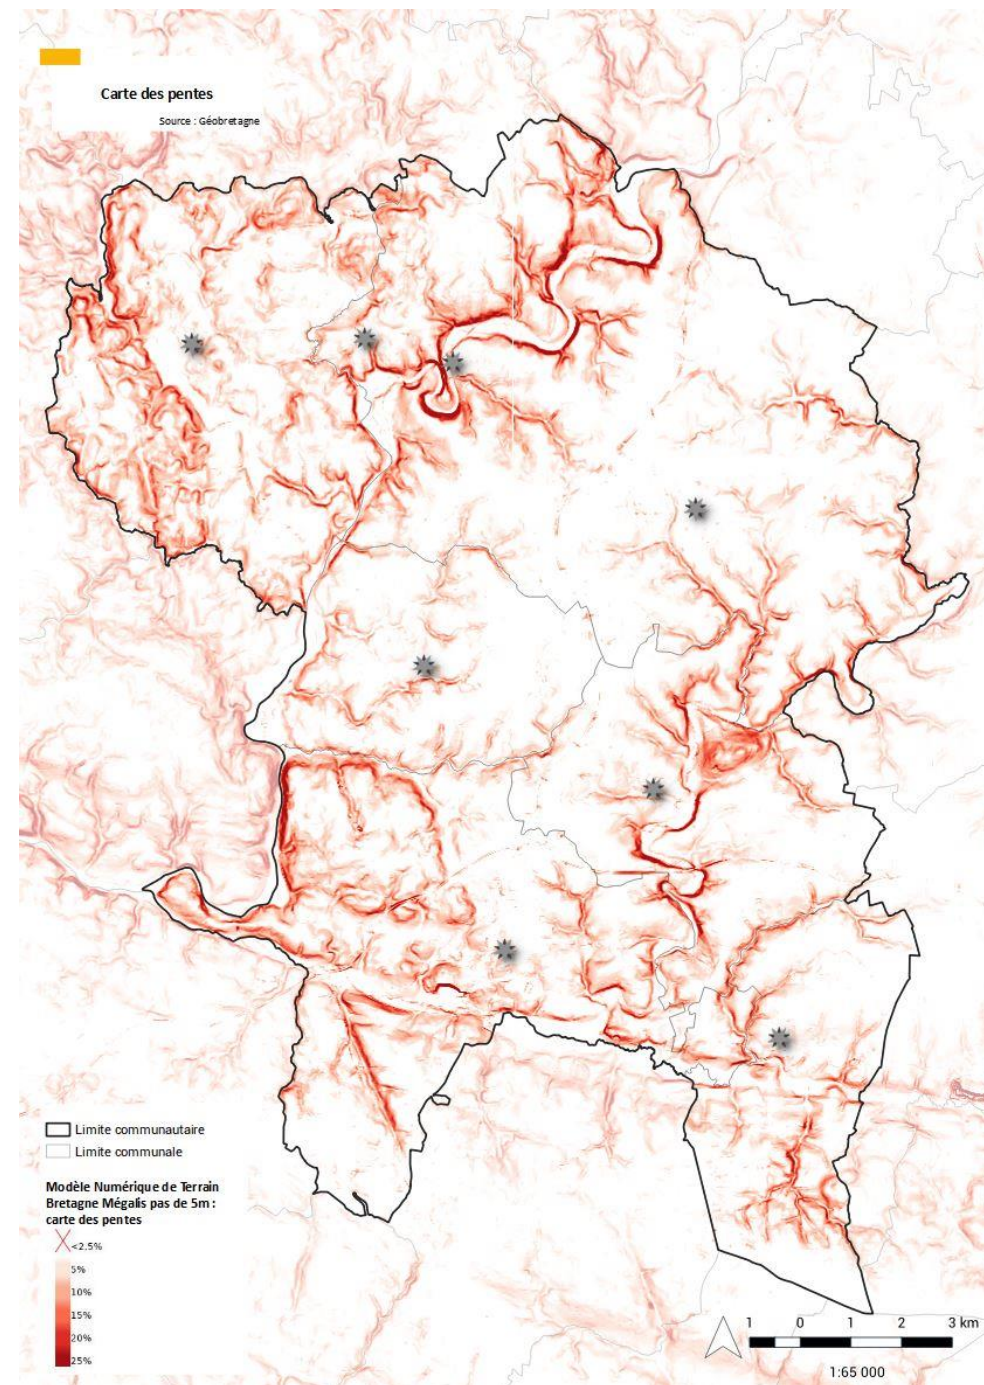 Carte des pentes
Source : Géobretagne
Limite communautaire
Limite communale
Modèle Numérique de Terrain
Bretagne Mégalis pas de 5m :
carte des pentes
<2.5%
5%
10%
15%
20%
25%
1 0 1 2 3 km
1:65 000